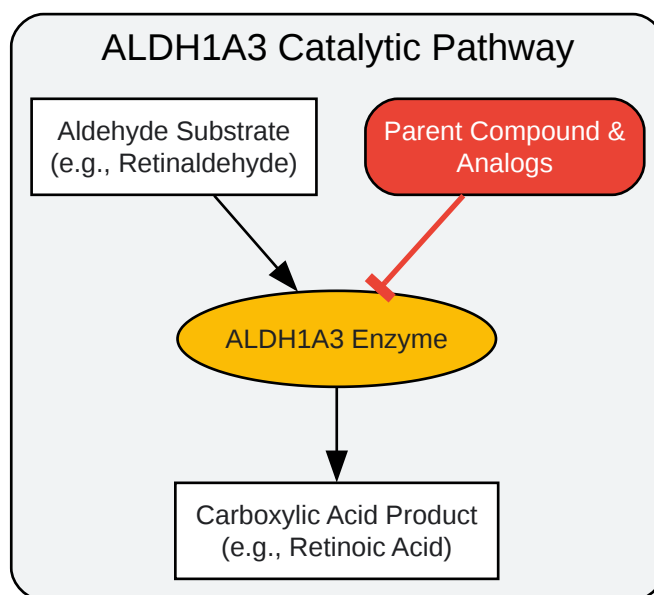 ALDH1A3 Catalytic Pathway
Aldehyde Substrate
(e.g., Retinaldehyde)
Parent Compound &
Analogs
ALDH1A3 Enzyme
Carboxylic Acid Product
(e.g., Retinoic Acid)